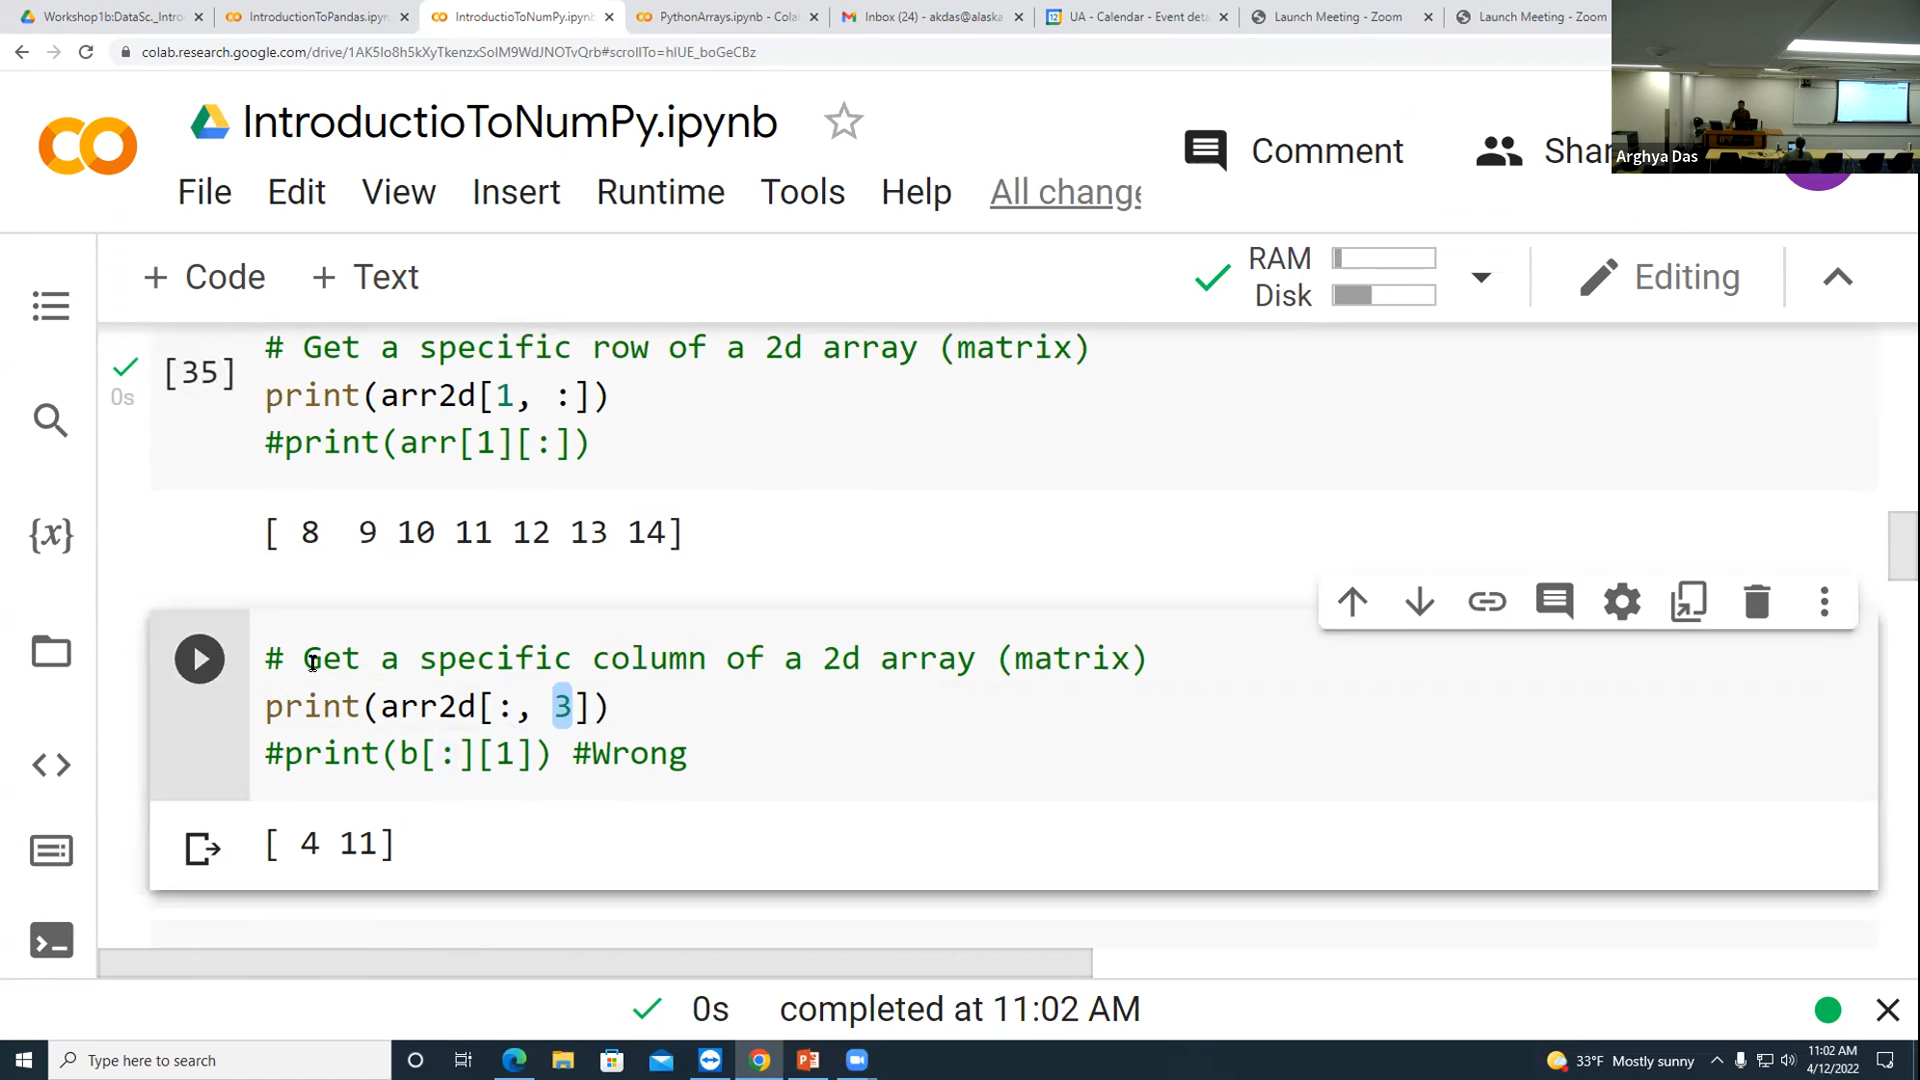 Workshop1b:DataSc._Intro
IntroductionToPandas.ipyn
IntroductioToNumPy.ipynb
PythonArrays.ipynb - Cola
Inbox (24) - akdas@alaska
UA - Calendar - Event deta
Launch Meeting - Zoom
Launch Meeting - Zoom
colab.research.google.com/drive/1AK5Io8h5kXyTkenzxSolM9WdJNOTvQrb#scrollTo=hIUE_boGeCBz
Arghya Das
IntroductioToNumPy.ipynb
Comment
Shar
File Edit View Insert Runtime Tools Help All change
+ Code + Text
RAM
Disk
Editing
[35]
0s
# Get a specific row of a 2d array (matrix)
print(arr2d[1, :])
#print(arr[1][:])
[ 8  9 10 11 12 13 14]
{x}
# Get a specific column of a 2d array (matrix)
print(arr2d[:, 3])
#print(b[:][1]) #Wrong
[ 4 11]
0s completed at 11:02 AM
Type here to search
33°F Mostly sunny
11:02 AM
4/12/2022